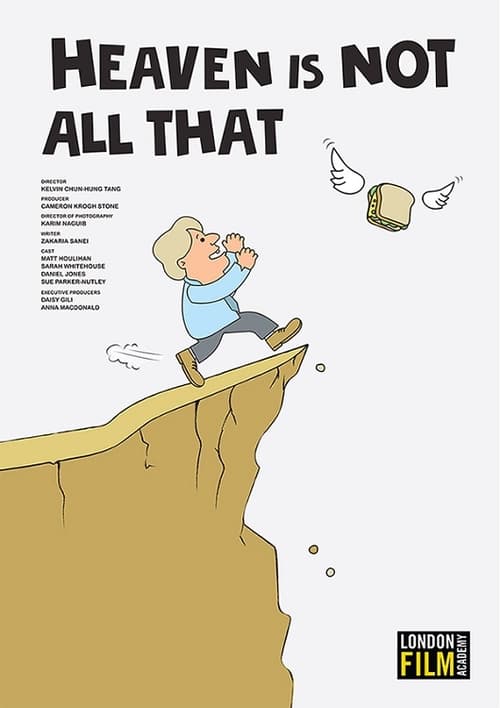 HEAVEN IS NOT
ALL THAT
DIRECTOR
KELVIN CHUN-HUNG TANG
PRODUCER
CAMERON KROGH STONE
DIRECTOR OF PHOTOGRAPHY
KARIM NAGUIB
WRITER
ZAKARIA SANEI
CAST
MATT HOULIHAN
SARAH WHITEHOUSE
DANIEL JONES
SUE PARKER-NUTLEY
EXECUTIVE PRODUCERS
DAISY GILI
ANNA MACDONALD
LONDON
FILM
ACADEMY